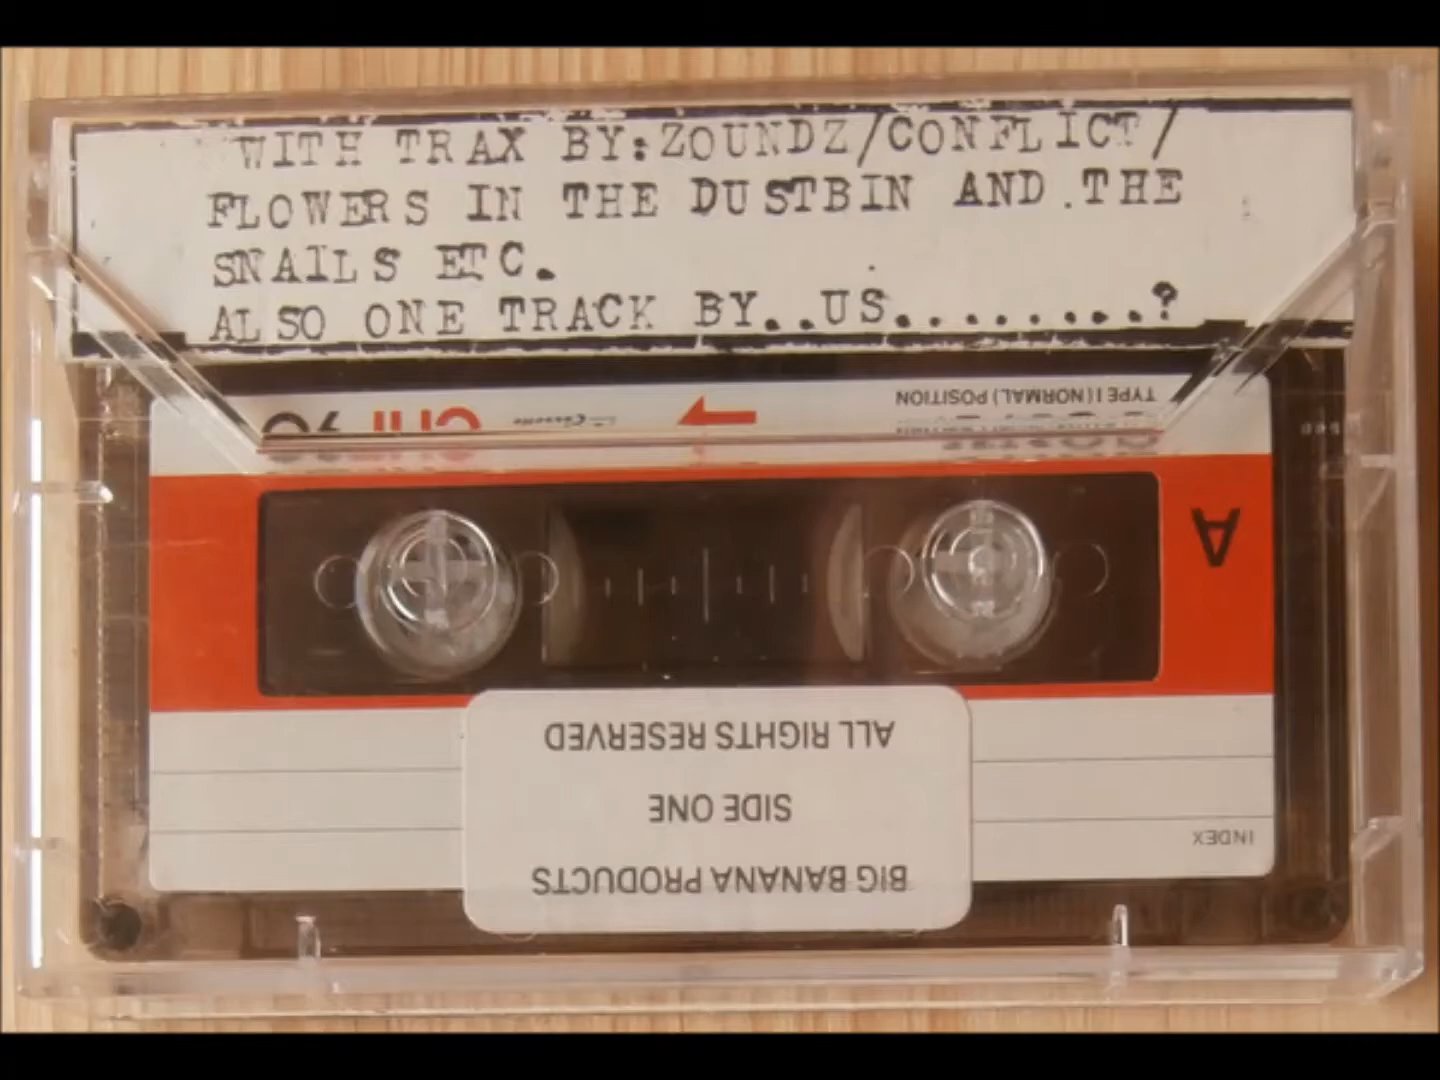 WITH TRAX BY:ZOUNDZ/CONFLICT/
FLOWERS IN THE DUSTBIN AND .THE
SNAILS ETC.
ALSO ONE TRACK BY..US.........?
TYPE I (NORMAL) POSITION
A
INDEX
BIG BANANA PRODUCTS
SIDE ONE
ALL RIGHTS RESERVED